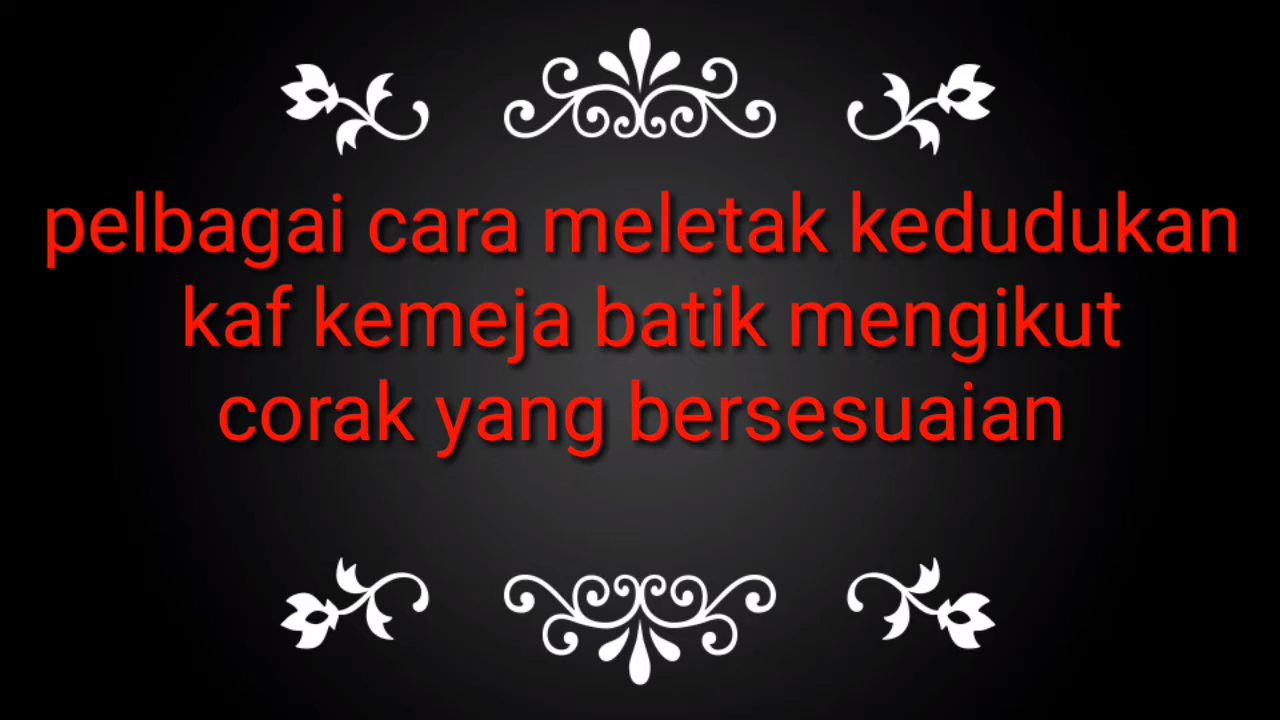 pelbagai cara meletak kedudukan
kaf kemeja batik mengikut
corak yang bersesuaian